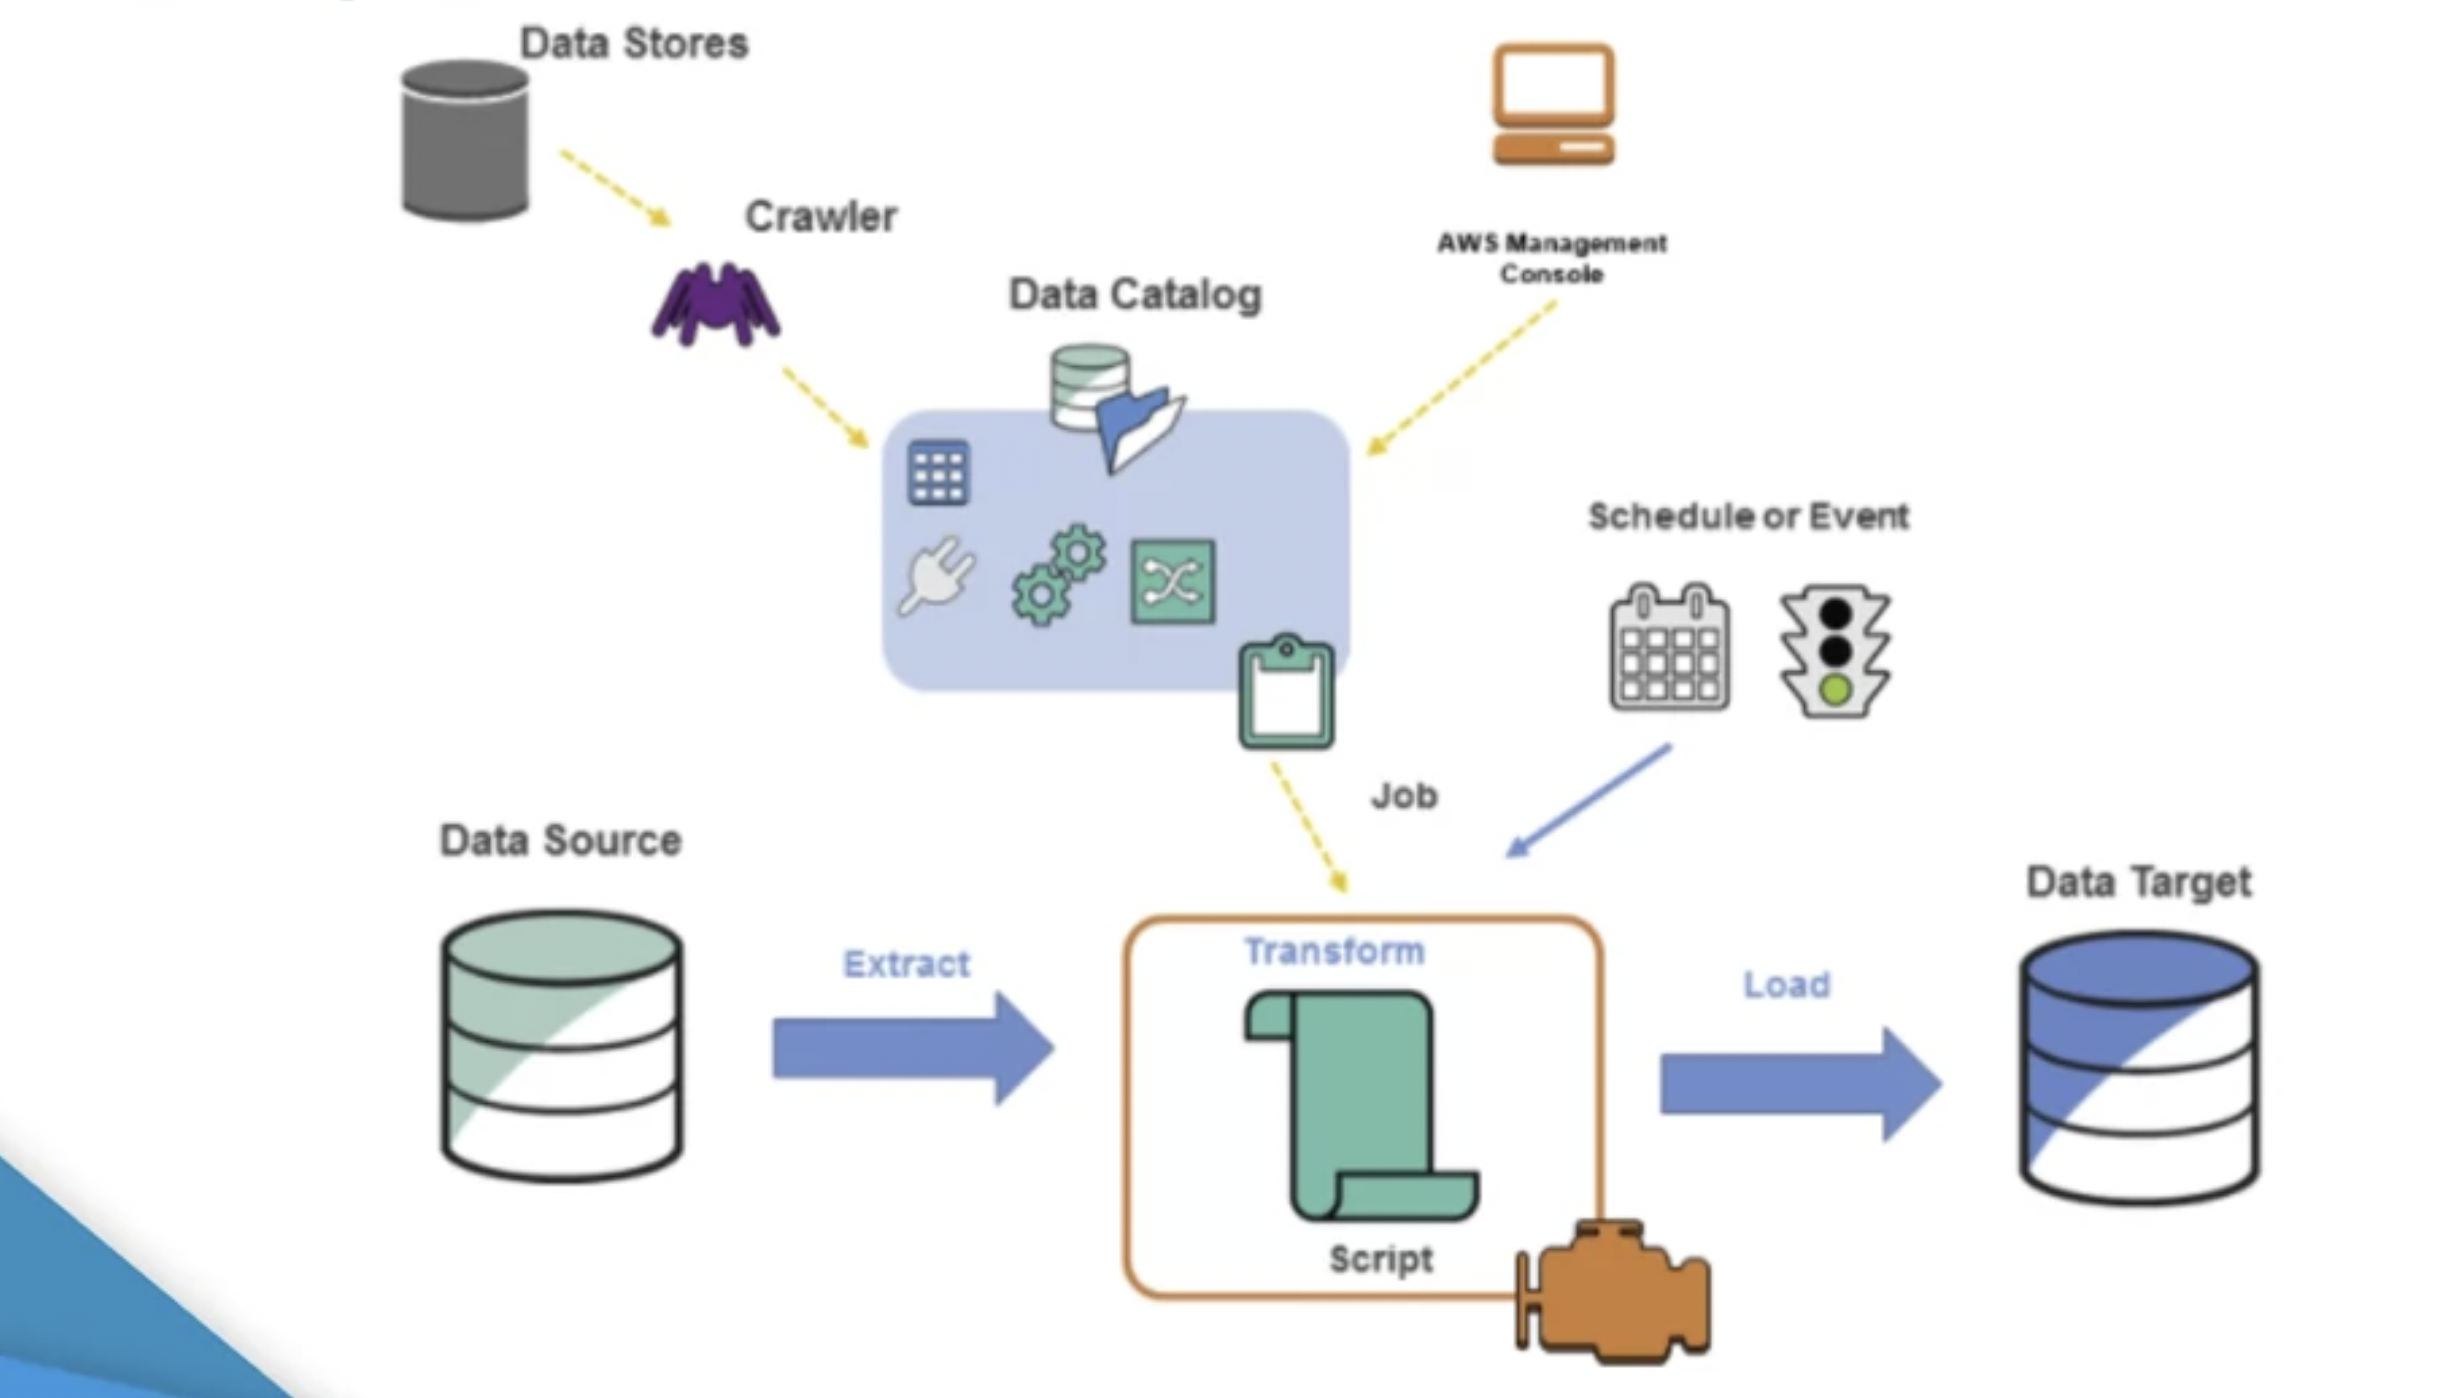 Data Stores
Crawler
Data Catalog
AWS Management
Console
Schedule or Event
Job
Data Source
Extract
Transform
Script
Load
Data Target